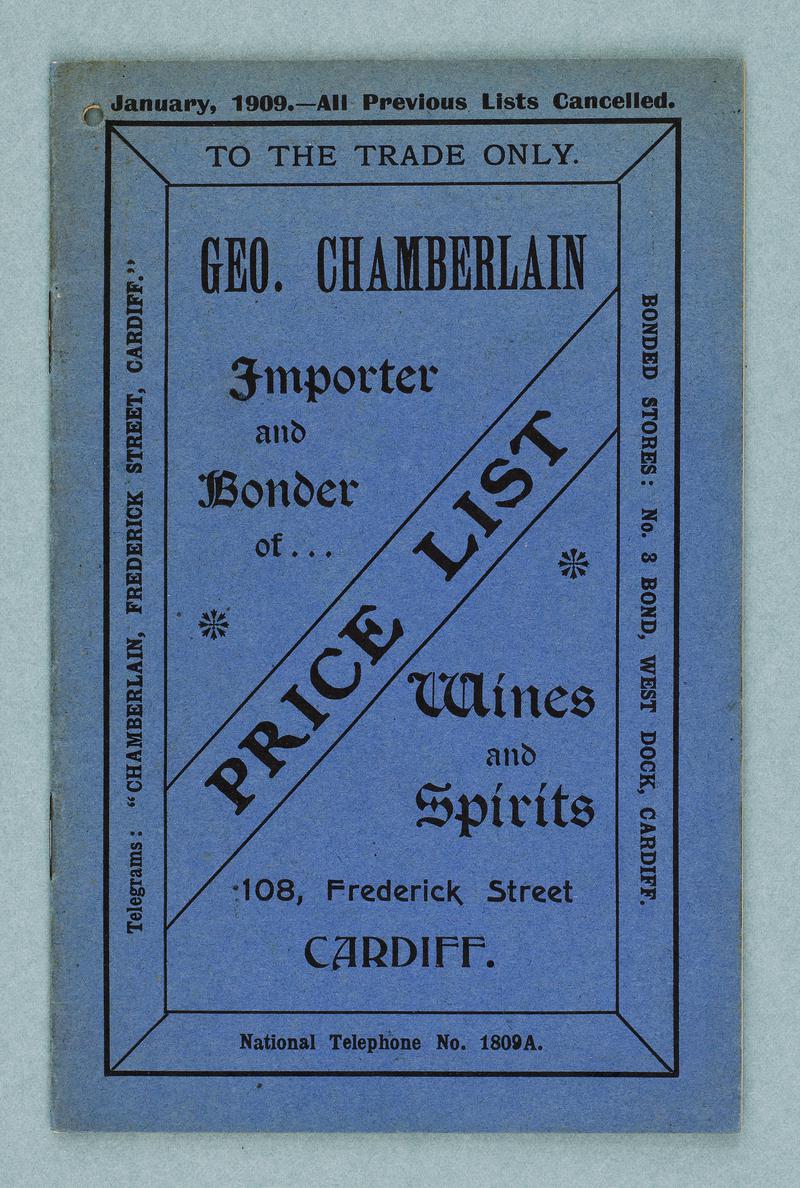 January, 1909.—All Previous Lists Cancelled.
TO THE TRADE ONLY.
GEO. CHAMBERLAIN
Importer
and
Bonder
of...
PRICE LIST
Wines
and
Spirits
108, Frederick Street
CARDIFF.
Telegrams: "CHAMBERLAIN, FREDERICK STREET, CARDIFF."
BONDED STORES: No. 3 BOND, WEST DOCK, CARDIFF.
National Telephone No. 1809A.